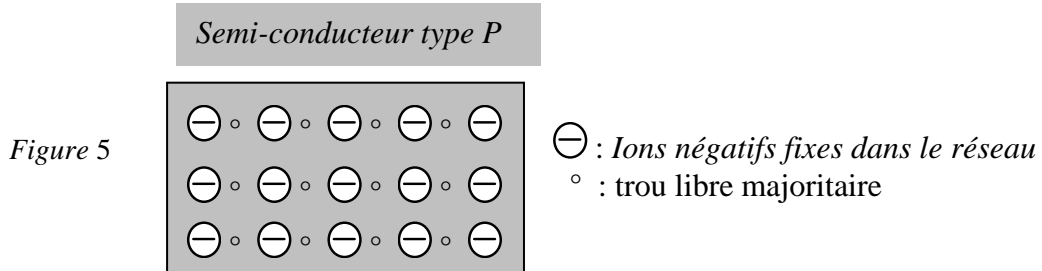 Semi-conducteur type P
Figure 5
⊖ : Ions négatifs fixes dans le réseau
° : trou libre majoritaire